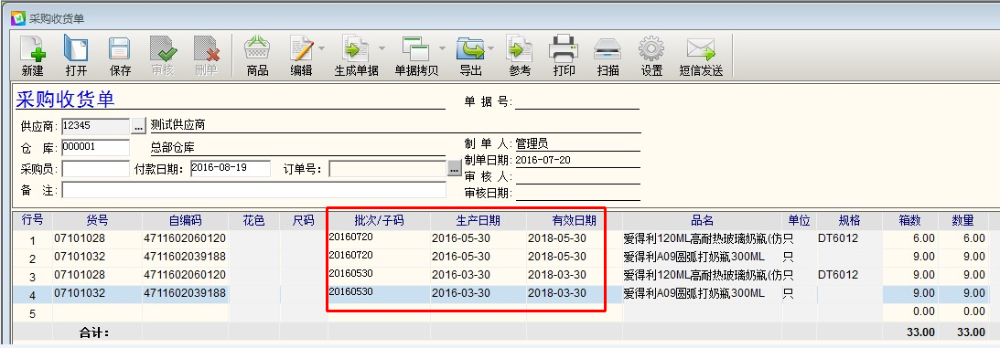 采购收货单
新建 打开 保存 审核 删单 商品 编辑 生成单据 单据拷贝 导出 参考 打印 扫描 设置 短信发送
采购收货单 单 据 号:
供应商: 12345 ... 测试供应商
仓 库: 000001 总部仓库 制 单 人: 管理员
采购员: 付款日期: 2016-08-19 订单号: ... 制单日期: 2016-07-20
审 核 人:
备 注: 审核日期:
行号 货号 自编码 花色 尺码 批次/子码 生产日期 有效日期 品名 单位 规格 箱数 数量
1 07101028 4711602060120 20160720 2016-05-30 2018-05-30 爱得利120ML高耐热玻璃奶瓶(仿 只 DT6012 6.00 6.00
2 07101032 4711602039188 20160720 2016-05-30 2018-05-30 爱得利A09圆弧打奶瓶300ML 只 9.00 9.00
3 07101028 4711602060120 20160530 2016-03-30 2018-03-30 爱得利120ML高耐热玻璃奶瓶(仿 只 DT6012 9.00 9.00
4 07101032 4711602039188 20160530 2016-03-30 2018-03-30 爱得利A09圆弧打奶瓶300ML 只 9.00 9.00
5 0.00 0.00
合计: 33.00 33.00